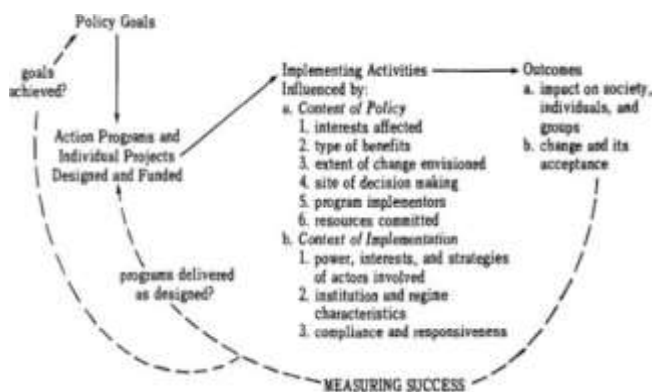 Policy Goals
goals
achieved?
Action Programs and
Individual Projects
Designed and Funded
programs delivered
as designed?
Implementing Activities
Influenced by:
a. Content of Policy
1. interests affected
2. type of benefits
3. extent of change envisioned
4. site of decision making
5. program implementors
6. resources committed
b. Context of Implementation
1. power, interests, and strategies
of actors involved
2. institution and regime
characteristics
3. compliance and responsiveness
Outcomes
a. impact on society,
individuals, and
groups
b. change and its
acceptance
MEASURING SUCCESS